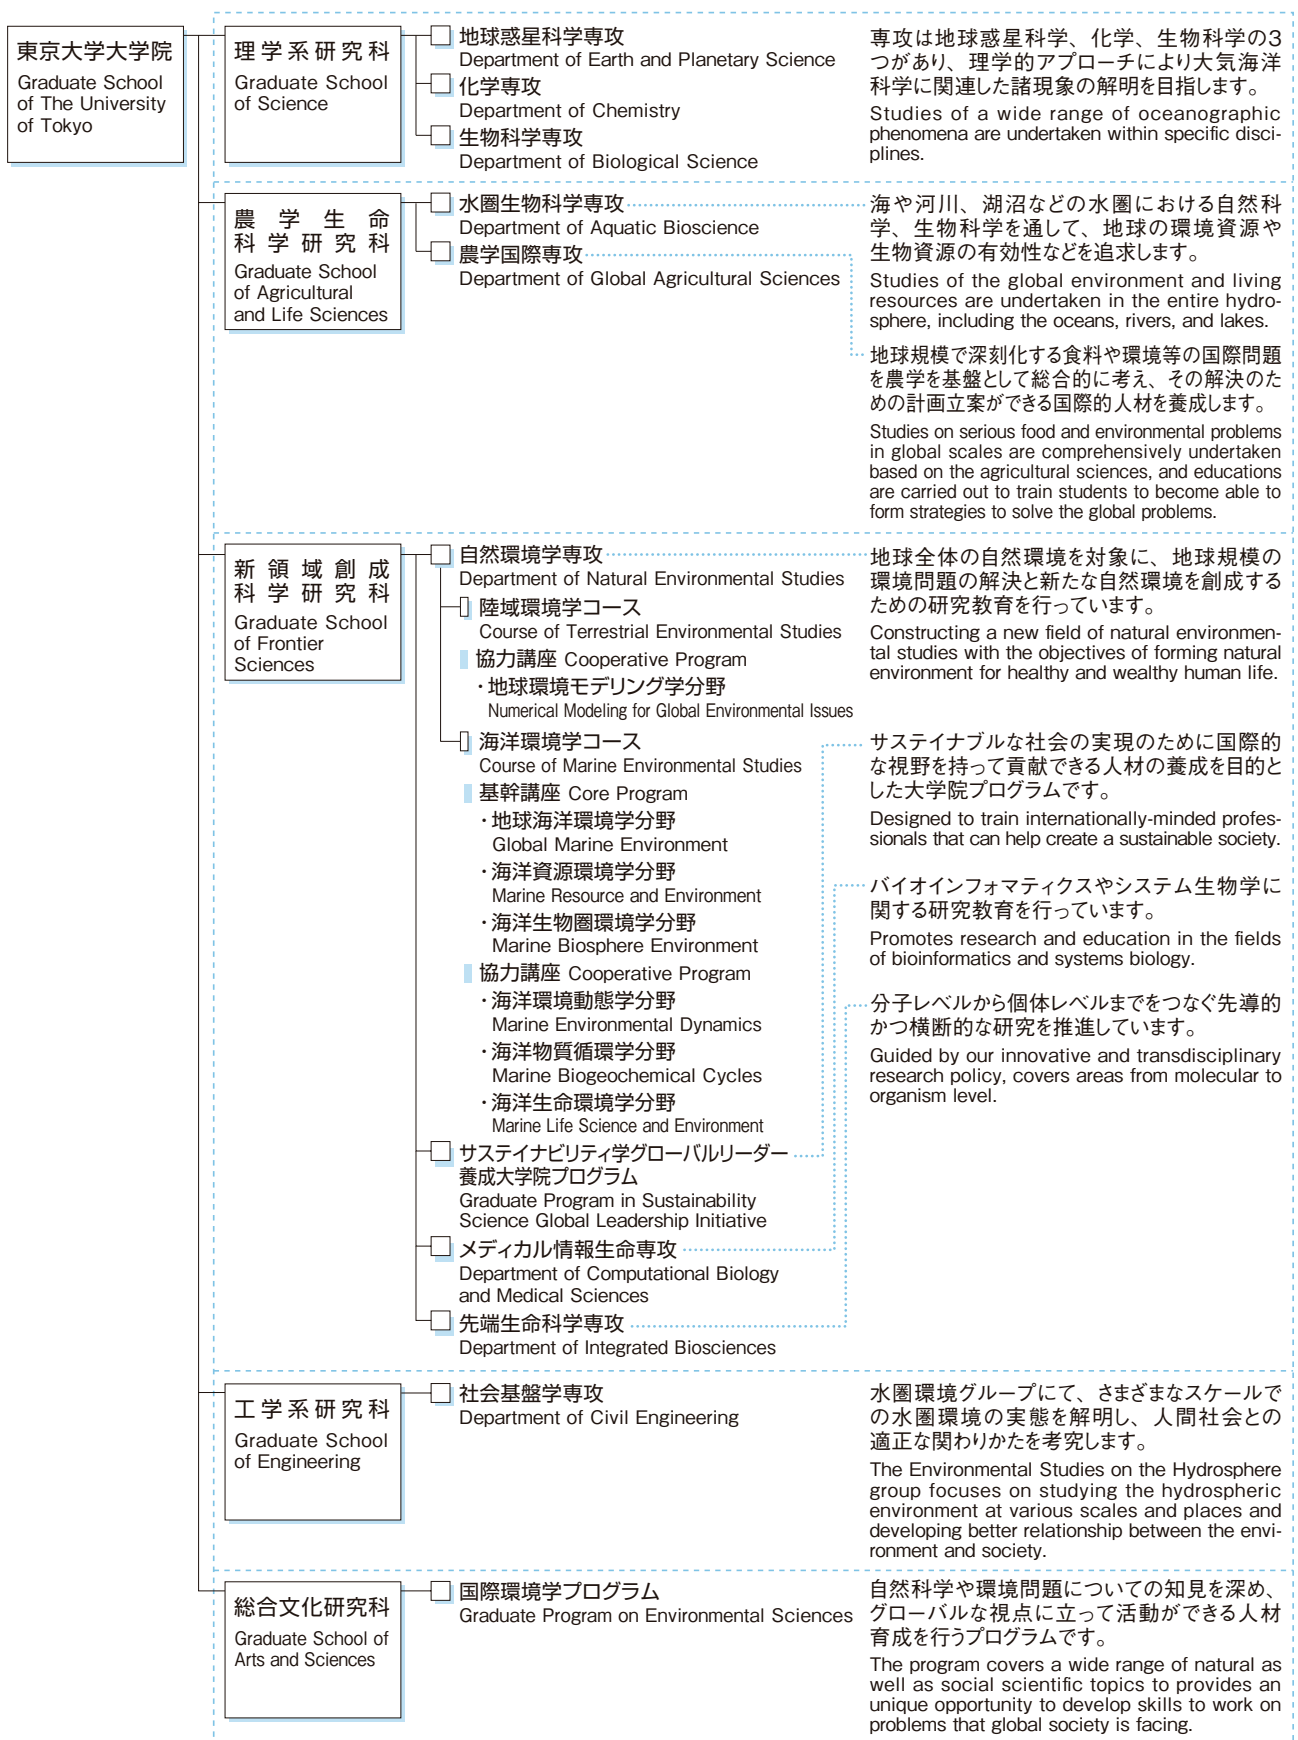 東京大学大学院
Graduate School
of The University
of Tokyo
理学系研究科
Graduate School
of Science
地球惑星科学専攻
Department of Earth and Planetary Science
化学専攻
Department of Chemistry
生物科学専攻
Department of Biological Science
専攻は地球惑星科学、化学、生物科学の3
つがあり、理学的アプローチにより大気海洋
科学に関連した諸現象の解明を目指します。
Studies of a wide range of oceanographic
phenomena are undertaken within specific disci-
plines.
農学生命
科学研究科
Graduate School
of Agricultural
and Life Sciences
水圏生物科学専攻
Department of Aquatic Bioscience
農学国際専攻
Department of Global Agricultural Sciences
海や河川、湖沼などの水圏における自然科
学、生物科学を通して、地球の環境資源や
生物資源の有効性などを追求します。
Studies of the global environment and living
resources are undertaken in the entire hydro-
sphere, including the oceans, rivers, and lakes.
地球規模で深刻化する食料や環境等の国際問題
を農学を基盤として総合的に考え、その解決のた
めの計画立案ができる国際的人材を養成します。
Studies on serious food and environmental problems
in global scales are comprehensively undertaken
based on the agricultural sciences, and educations
are carried out to train students to become able to
form strategies to solve the global problems.
新領域創成
科学研究科
Graduate School
of Frontier
Sciences
自然環境学専攻
Department of Natural Environmental Studies
陸域環境学コース
Course of Terrestrial Environmental Studies
協力講座 Cooperative Program
・地球環境モデリング学分野
Numerical Modeling for Global Environmental Issues
海洋環境学コース
Course of Marine Environmental Studies
基幹講座 Core Program
・地球海洋環境学分野
Global Marine Environment
・海洋資源環境学分野
Marine Resource and Environment
・海洋生物圏環境学分野
Marine Biosphere Environment
協力講座 Cooperative Program
・海洋環境動態学分野
Marine Environmental Dynamics
・海洋物質循環学分野
Marine Biogeochemical Cycles
・海洋生命環境学分野
Marine Life Science and Environment
サステイナビリティ学グローバルリーダー
養成大学院プログラム
Graduate Program in Sustainability
Science Global Leadership Initiative
メディカル情報生命専攻
Department of Computational Biology
and Medical Sciences
先端生命科学専攻
Department of Integrated Biosciences
地球全体の自然環境を対象に、地球規模の
環境問題の解決と新たな自然環境を創成する
ための研究教育を行っています。
Constructing a new field of natural environmen-
tal studies with the objectives of forming natural
environment for healthy and wealthy human life.
サステイナブルな社会の実現のために国際的
な視野を持って貢献できる人材の養成を目的と
した大学院プログラムです。
Designed to train internationally-minded profes-
sionals that can help create a sustainable society.
バイオインフォマティクスやシステム生物学に
関する研究教育を行っています。
Promotes research and education in the fields
of bioinformatics and systems biology.
分子レベルから個体レベルまでをつなぐ先導的
かつ横断的な研究を推進しています。
Guided by our innovative and transdisciplinary
research policy, covers areas from molecular to
organism level.
工学系研究科
Graduate School
of Engineering
社会基盤学専攻
Department of Civil Engineering
水圏環境グループにて、さまざまなスケールで
の水圏環境の実態を解明し、人間社会との
適正な関わりかたを考究します。
The Environmental Studies on the Hydrosphere
group focuses on studying the hydrospheric
environment at various scales and places and
developing better relationship between the envi-
ronment and society.
総合文化研究科
Graduate School of
Arts and Sciences
国際環境学プログラム
Graduate Program on Environmental Sciences
自然科学や環境問題についての知見を深め、
グローバルな視点に立って活動ができる人材
育成を行うプログラムです。
The program covers a wide range of natural as
well as social scientific topics to provides an
unique opportunity to develop skills to work on
problems that global society is facing.